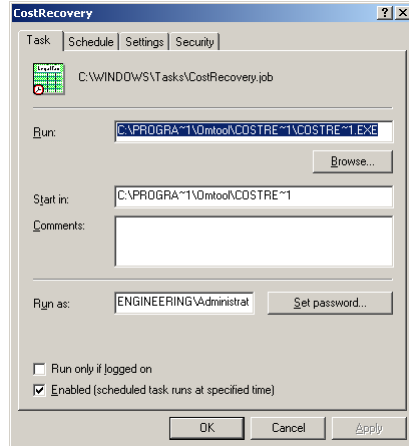 CostRecovery
Task Schedule Settings Security
C:\WINDOWS\Tasks\CostRecovery.job
Run: C:\PROGRA~1\Omtool\COSTRE~1\COSTRE~1.EXE
Browse...
Start in: C:\PROGRA~1\Omtool\COSTRE~1
Comments:
Run as: ENGINEERING\Administrat Set password...
Run only if logged on
Enabled (scheduled task runs at specified time)
OK Cancel Apply